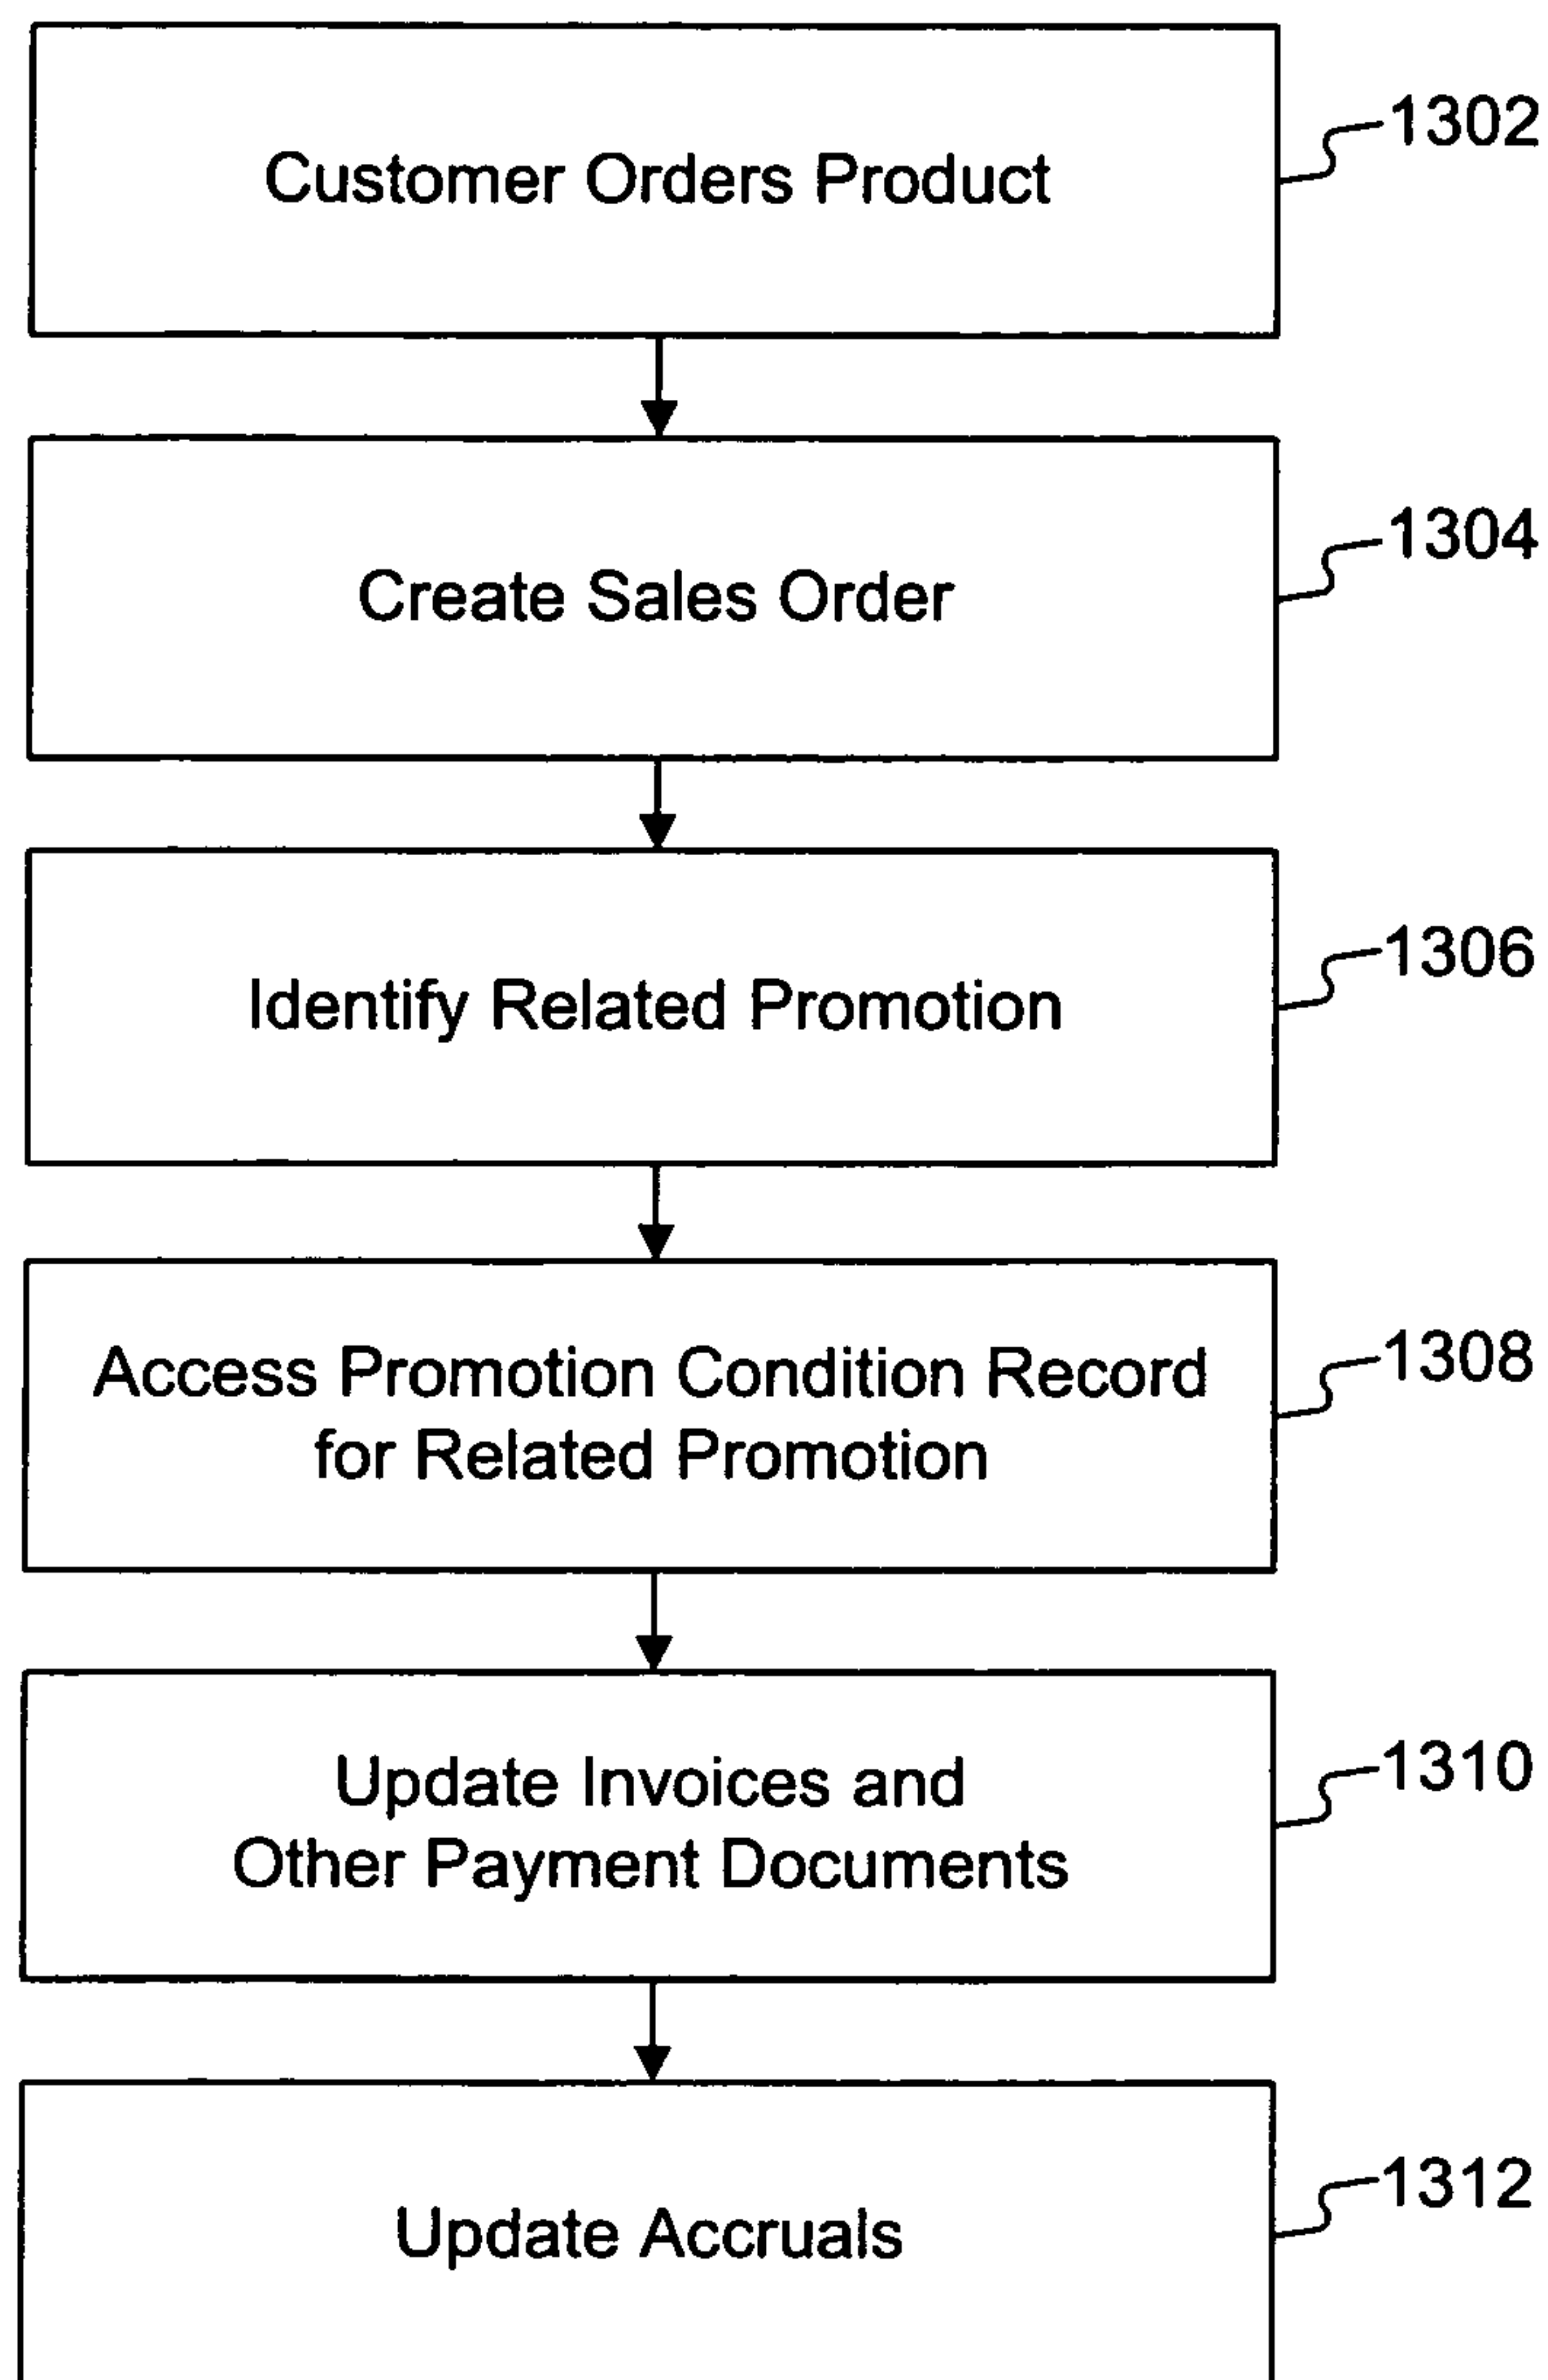 Customer Orders Product
1302
Create Sales Order
1304
Identify Related Promotion
1306
Access Promotion Condition Record
for Related Promotion
1308
Update Invoices and
Other Payment Documents
1310
Update Accruals
1312